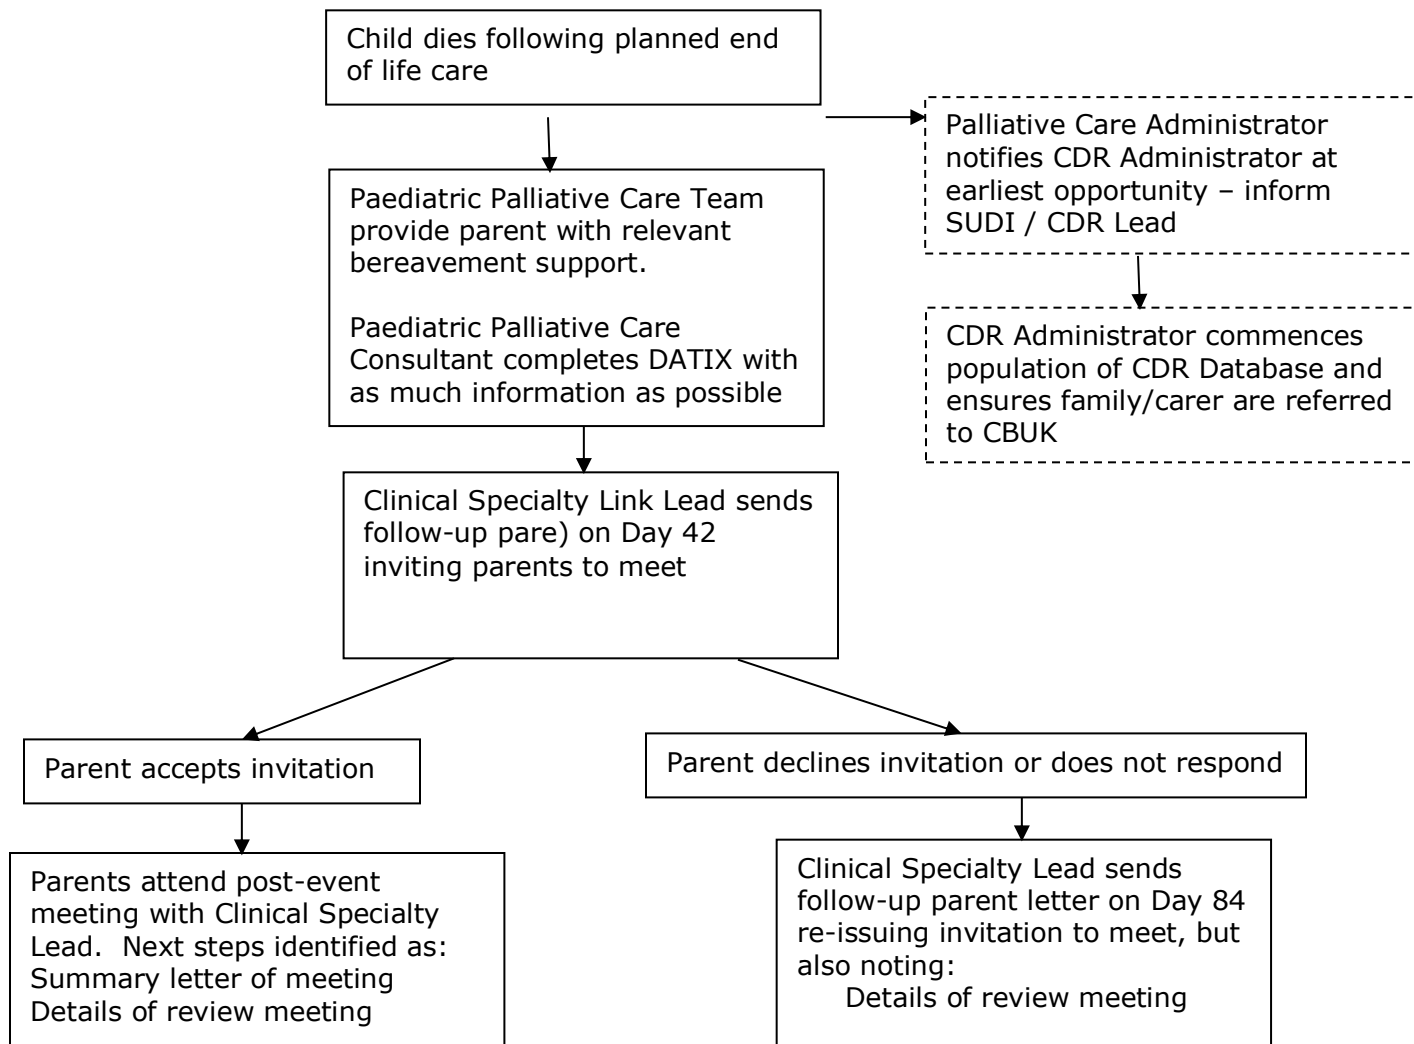 Child dies following planned end
of life care
Palliative Care Administrator
notifies CDR Administrator at
earliest opportunity – inform
SUDI / CDR Lead
Paediatric Palliative Care Team
provide parent with relevant
bereavement support.
Paediatric Palliative Care
Consultant completes DATIX with
as much information as possible
CDR Administrator commences
population of CDR Database and
ensures family/carer are referred
to CBUK
Clinical Specialty Link Lead sends
follow-up pare) on Day 42
inviting parents to meet
Parent accepts invitation
Parent declines invitation or does not respond
Parents attend post-event
meeting with Clinical Specialty
Lead.  Next steps identified as:
Summary letter of meeting
Details of review meeting
Clinical Specialty Lead sends
follow-up parent letter on Day 84
re-issuing invitation to meet, but
also noting:
Details of review meeting